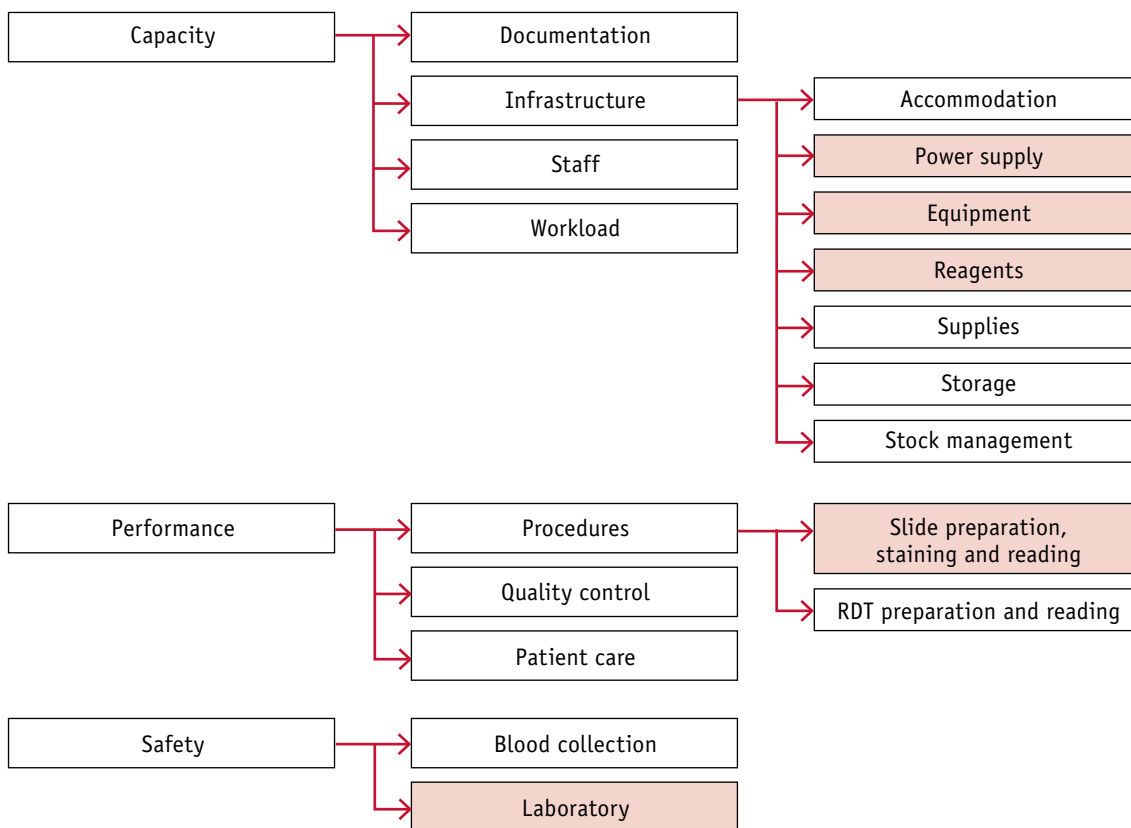 Capacity
Documentation
Infrastructure
Accommodation
Staff
Power supply
Workload
Equipment
Reagents
Supplies
Storage
Stock management
Performance
Procedures
Slide preparation,
staining and reading
Quality control
RDT preparation and reading
Patient care
Safety
Blood collection
Laboratory